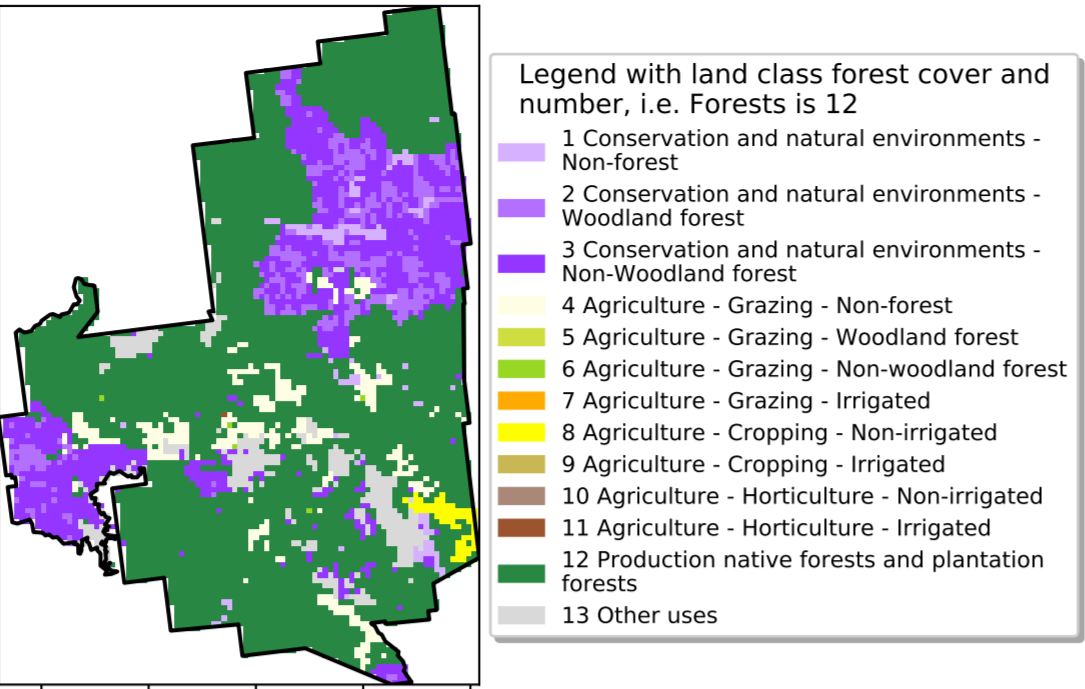 Legend with land class forest cover and
number, i.e. Forests is 12
1 Conservation and natural environments -
Non-forest
2 Conservation and natural environments -
Woodland forest
3 Conservation and natural environments -
Non-Woodland forest
4 Agriculture - Grazing - Non-forest
5 Agriculture - Grazing - Woodland forest
6 Agriculture - Grazing - Non-woodland forest
7 Agriculture - Grazing - Irrigated
8 Agriculture - Cropping - Non-irrigated
9 Agriculture - Cropping - Irrigated
10 Agriculture - Horticulture - Non-irrigated
11 Agriculture - Horticulture - Irrigated
12 Production native forests and plantation
forests
13 Other uses